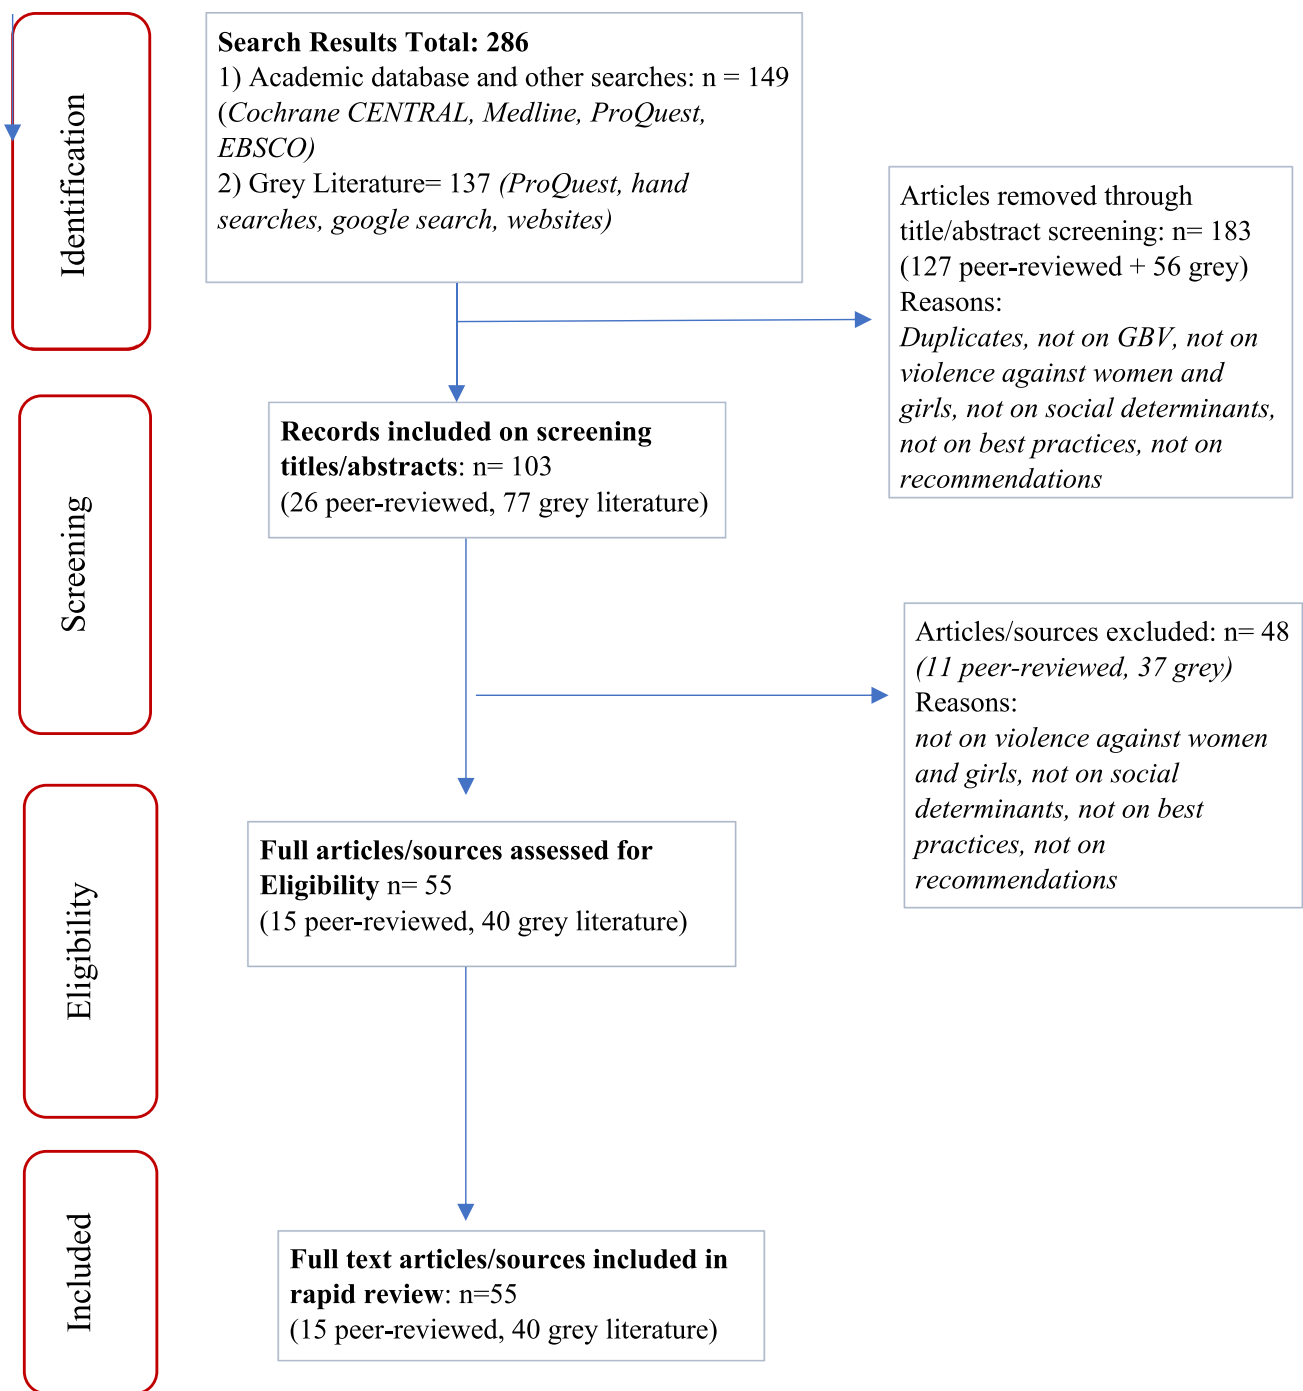 Identification
Search Results Total: 286
1) Academic database and other searches: n = 149
(Cochrane CENTRAL, Medline, ProQuest,
EBSCO)
2) Grey Literature= 137 (ProQuest, hand
searches, google search, websites)
Articles removed through
title/abstract screening: n= 183
(127 peer-reviewed + 56 grey)
Reasons:
Duplicates, not on GBV, not on
violence against women and
girls, not on social determinants,
not on best practices, not on
recommendations
Screening
Records included on screening
titles/abstracts: n= 103
(26 peer-reviewed, 77 grey literature)
Articles/sources excluded: n= 48
(11 peer-reviewed, 37 grey)
Reasons:
not on violence against women
and girls, not on social
determinants, not on best
practices, not on
recommendations
Eligibility
Full articles/sources assessed for
Eligibility n= 55
(15 peer-reviewed, 40 grey literature)
Included
Full text articles/sources included in
rapid review: n=55
(15 peer-reviewed, 40 grey literature)